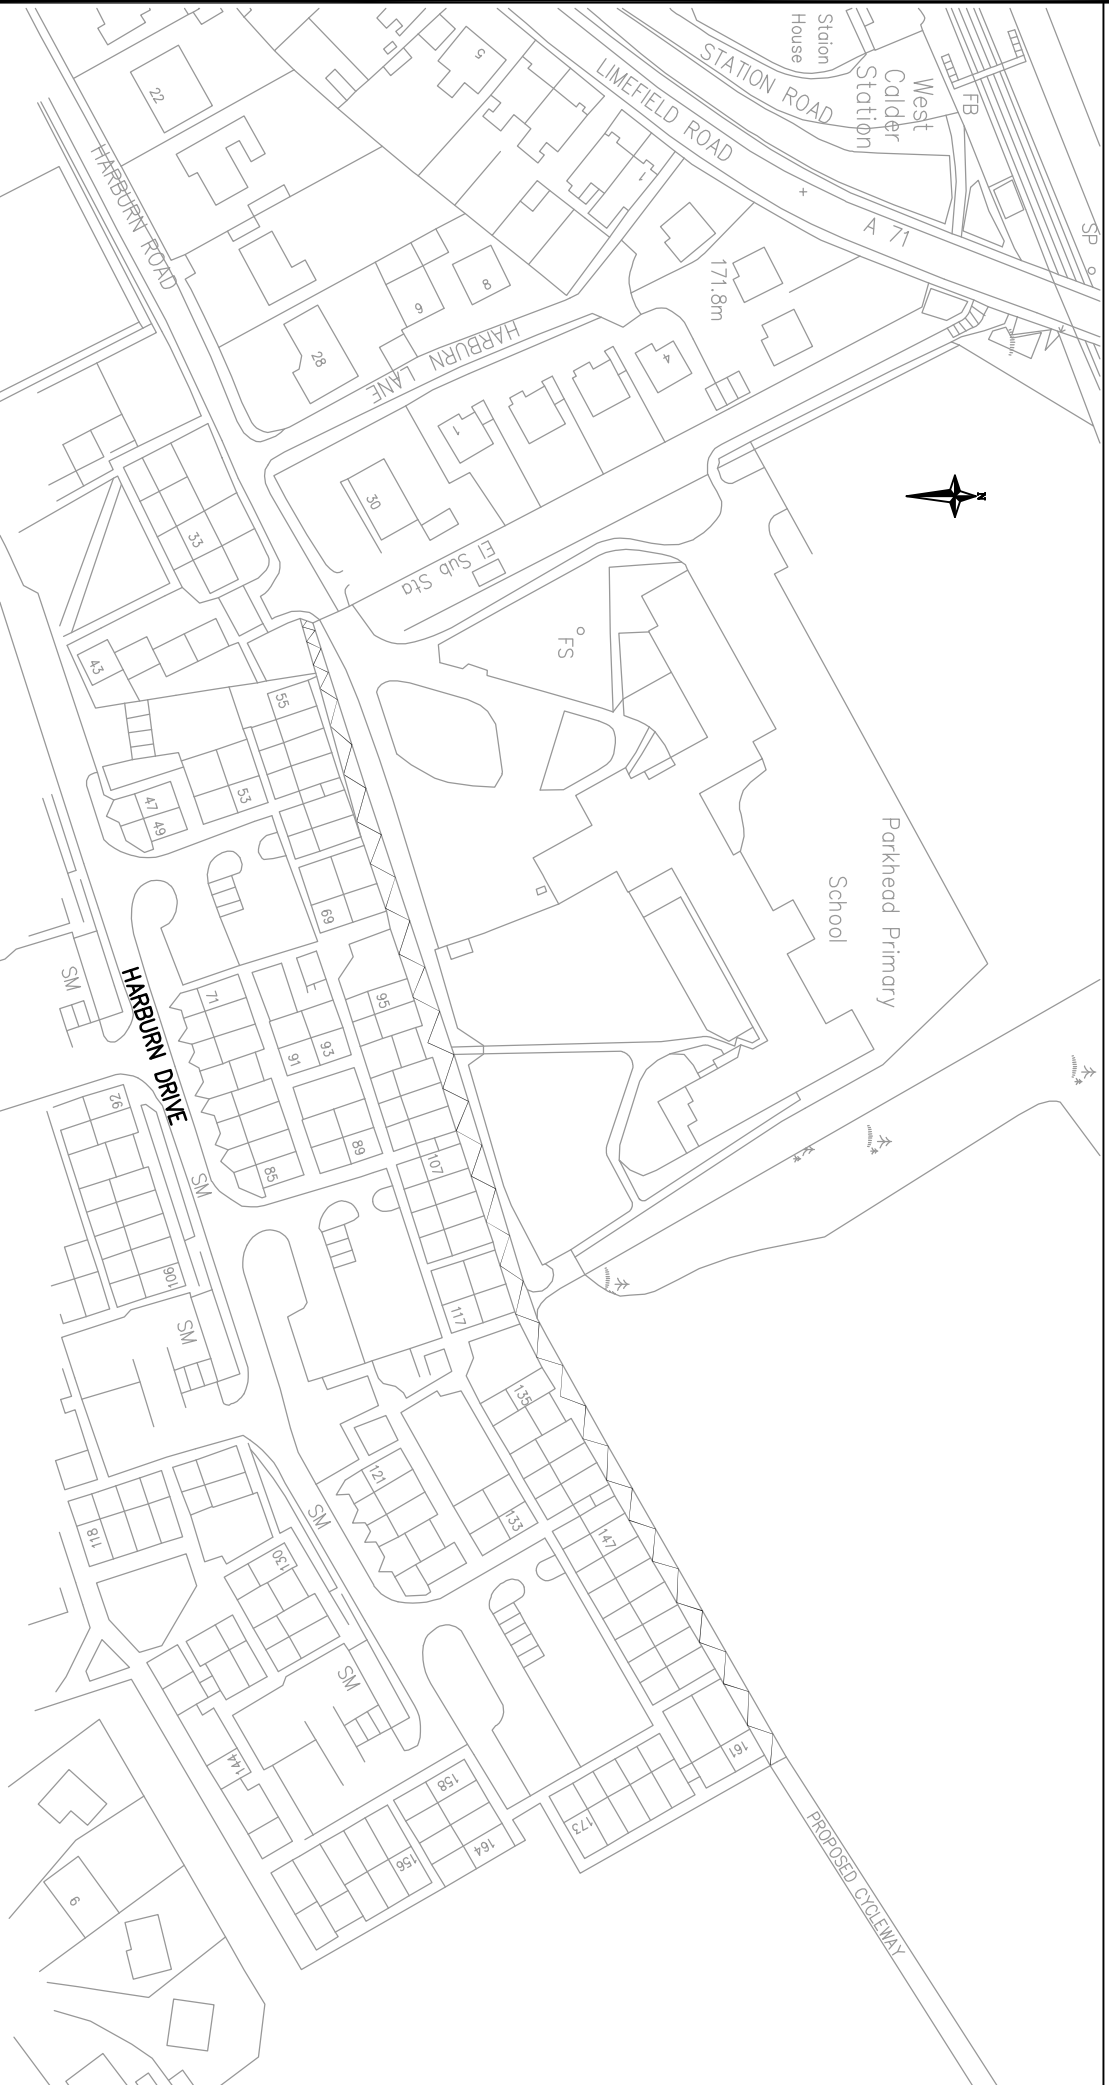 Staion
House
West
Calder
Station
STATION ROAD
FB
LIMEFIELD ROAD
A 71
SP
22
5
1
HARBURN ROAD
171.8m
8
6
28
HARBURN LANE
4
1
30
33
El Sub Sta
N
FS
43
55
53
47
49
69
Parkhead Primary
School
SM
HARBURN DRIVE
71
95
93
91
89
85
92
107
SM
106
117
SM
135
121
133
SM
118
130
147
SM
144
158
161
173
164
156
PROPOSED CYCLEWAY
9